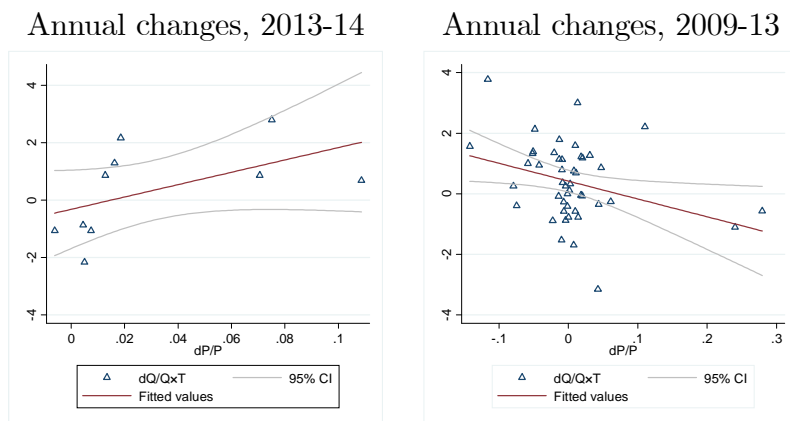 Annual changes, 2013-14
4
2
0
-2
-4
0
.02
.04
.06
.08
.1
dP/P
dQ/Q×T
95% CI
Fitted values
Annual changes, 2009-13
4
2
0
-2
-4
-.1
0
.1
.2
.3
dP/P
dQ/Q×T
95% CI
Fitted values